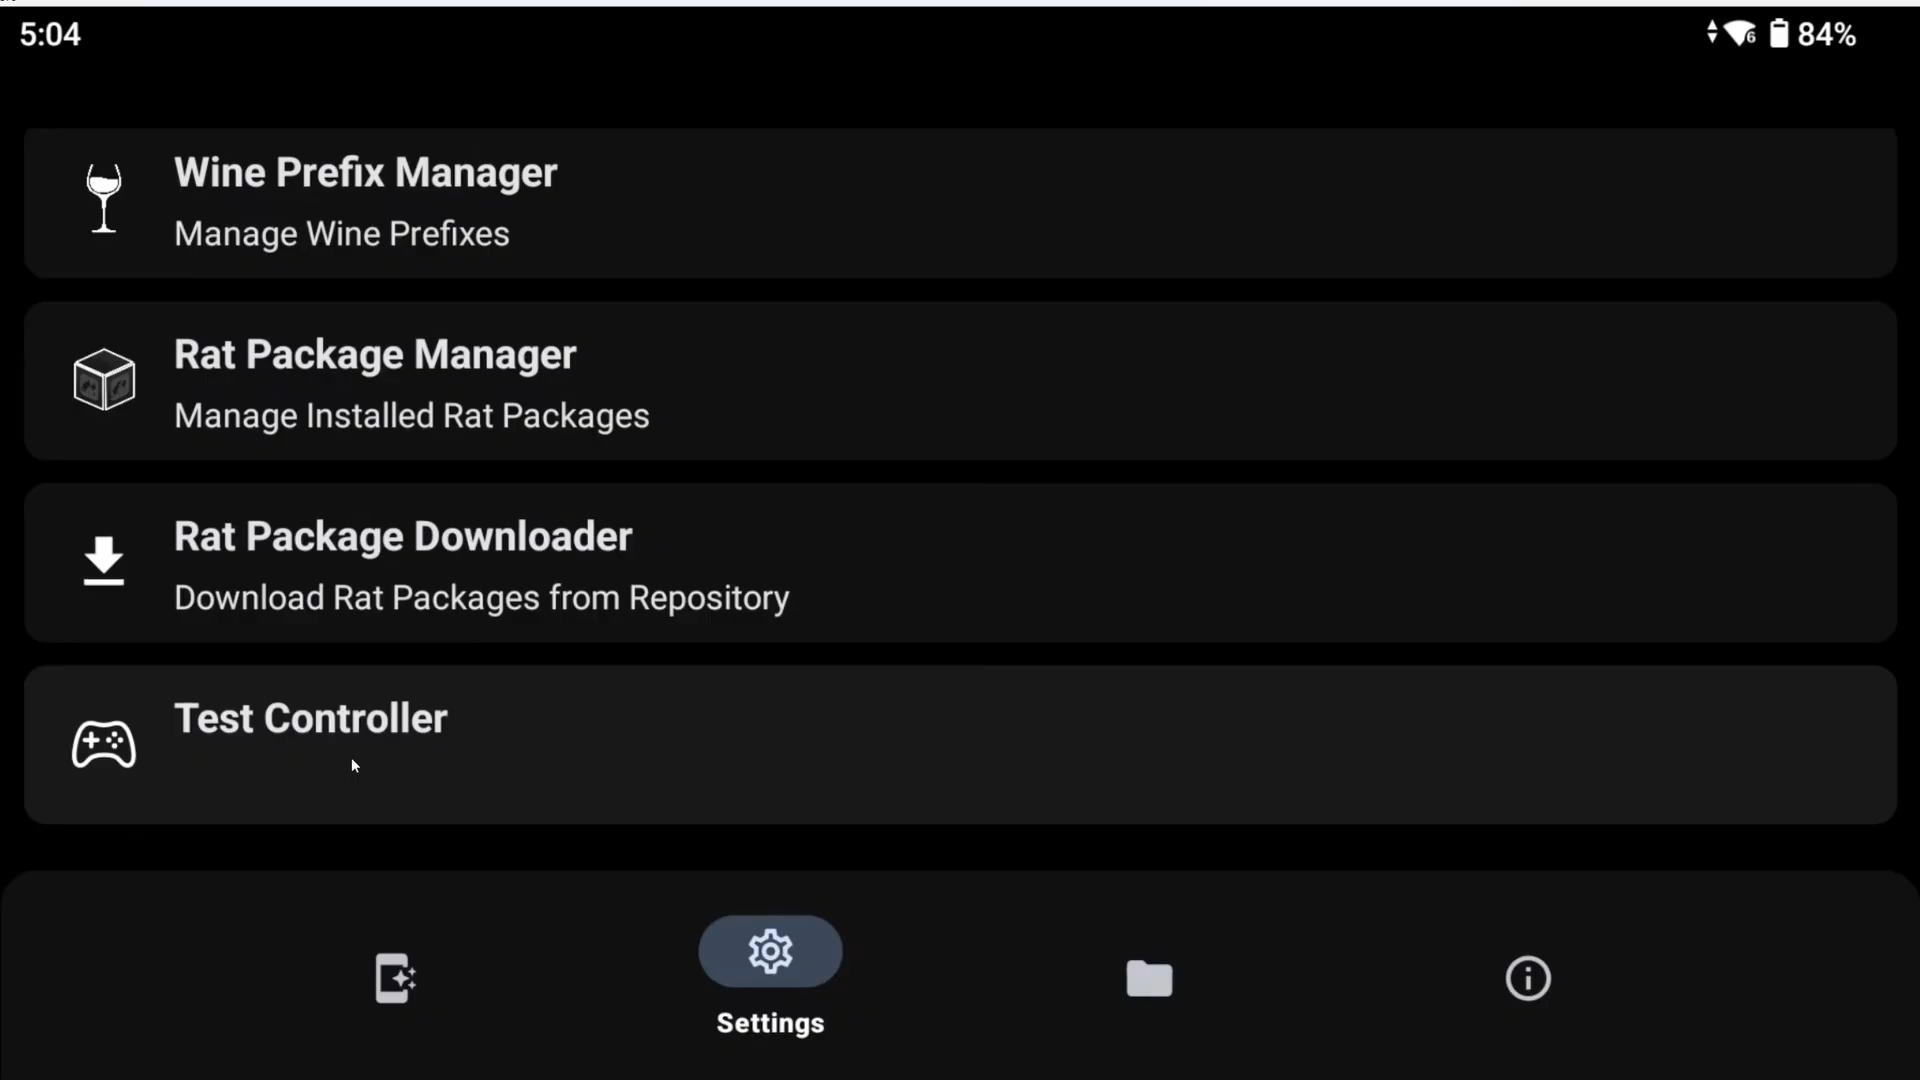 5:04
6
84%
Wine Prefix Manager
Manage Wine Prefixes
Rat Package Manager
Manage Installed Rat Packages
Rat Package Downloader
Download Rat Packages from Repository
Test Controller
Settings